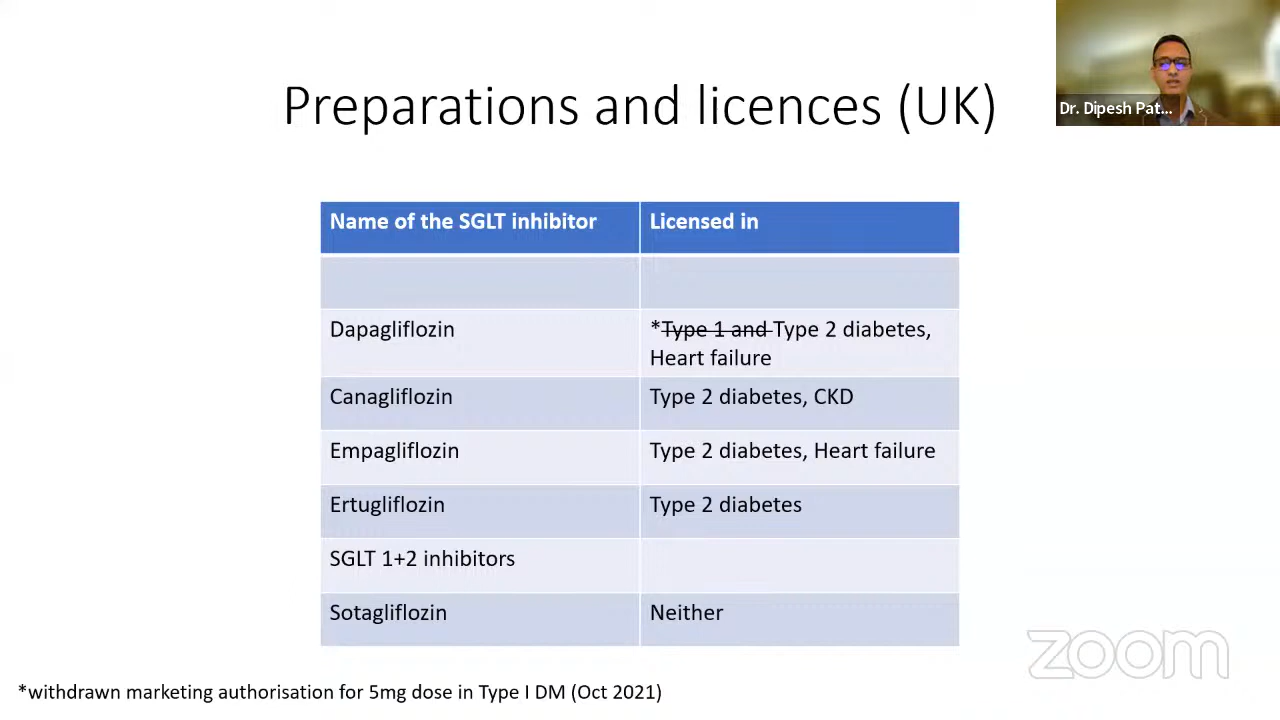 Dr. Dipesh Pat...
Preparations and licences (UK)
Name of the SGLT inhibitor
Licensed in
Dapagliflozin
*Type 1 and Type 2 diabetes,
Heart failure
Canagliflozin
Type 2 diabetes, CKD
Empagliflozin
Type 2 diabetes, Heart failure
Ertugliflozin
Type 2 diabetes
SGLT 1+2 inhibitors
Sotagliflozin
Neither
zoom
*withdrawn marketing authorisation for 5mg dose in Type I DM (Oct 2021)